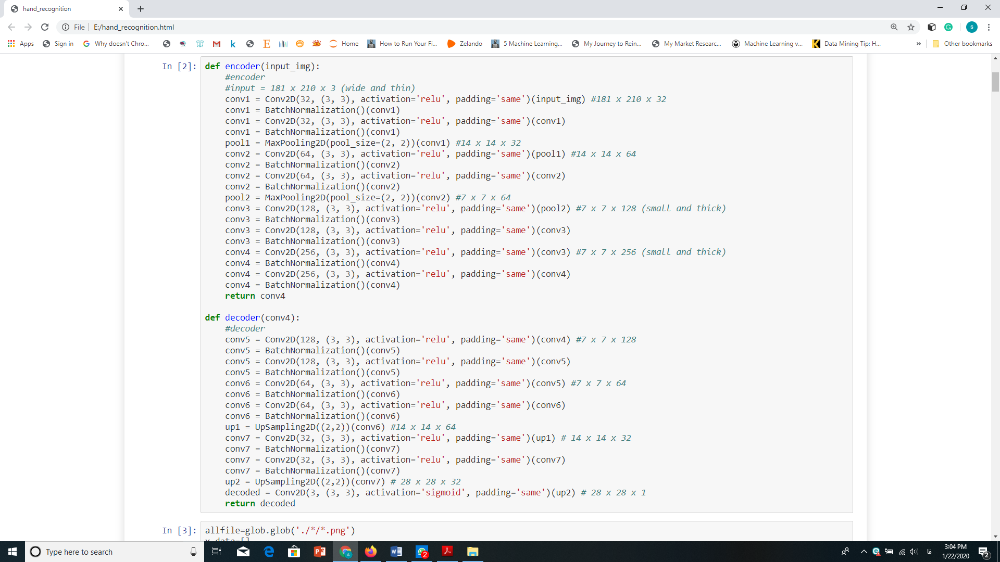 hand_recognition
File E:/hand_recognition.html
S
Apps Sign in Why doesn't Chro... Home How to Run Your Fi... Zelando 5 Machine Learning... My Journey to Rein... My Market Researc... Machine Learning v... Data Mining Tip: H... » Other bookmarks
In [2]: def encoder(input_img):
#encoder
#input = 181 x 210 x 3 (wide and thin)
conv1 = Conv2D(32, (3, 3), activation='relu', padding='same')(input_img) #181 x 210 x 32
conv1 = BatchNormalization()(conv1)
conv1 = Conv2D(32, (3, 3), activation='relu', padding='same')(conv1)
conv1 = BatchNormalization()(conv1)
pool1 = MaxPooling2D(pool_size=(2, 2))(conv1) #14 x 14 x 32
conv2 = Conv2D(64, (3, 3), activation='relu', padding='same')(pool1) #14 x 14 x 64
conv2 = BatchNormalization()(conv2)
conv2 = Conv2D(64, (3, 3), activation='relu', padding='same')(conv2)
conv2 = BatchNormalization()(conv2)
pool2 = MaxPooling2D(pool_size=(2, 2))(conv2) #7 x 7 x 64
conv3 = Conv2D(128, (3, 3), activation='relu', padding='same')(pool2) #7 x 7 x 128 (small and thick)
conv3 = BatchNormalization()(conv3)
conv3 = Conv2D(128, (3, 3), activation='relu', padding='same')(conv3)
conv3 = BatchNormalization()(conv3)
conv4 = Conv2D(256, (3, 3), activation='relu', padding='same')(conv3) #7 x 7 x 256 (small and thick)
conv4 = BatchNormalization()(conv4)
conv4 = Conv2D(256, (3, 3), activation='relu', padding='same')(conv4)
conv4 = BatchNormalization()(conv4)
return conv4
def decoder(conv4):
#decoder
conv5 = Conv2D(128, (3, 3), activation='relu', padding='same')(conv4) #7 x 7 x 128
conv5 = BatchNormalization()(conv5)
conv5 = Conv2D(128, (3, 3), activation='relu', padding='same')(conv5)
conv5 = BatchNormalization()(conv5)
conv6 = Conv2D(64, (3, 3), activation='relu', padding='same')(conv5) #7 x 7 x 64
conv6 = BatchNormalization()(conv6)
conv6 = Conv2D(64, (3, 3), activation='relu', padding='same')(conv6)
conv6 = BatchNormalization()(conv6)
up1 = UpSampling2D((2,2))(conv6) #14 x 14 x 64
conv7 = Conv2D(32, (3, 3), activation='relu', padding='same')(up1) # 14 x 14 x 32
conv7 = BatchNormalization()(conv7)
conv7 = Conv2D(32, (3, 3), activation='relu', padding='same')(conv7)
conv7 = BatchNormalization()(conv7)
up2 = UpSampling2D((2,2))(conv7) # 28 x 28 x 32
decoded = Conv2D(3, (3, 3), activation='sigmoid', padding='same')(up2) # 28 x 28 x 1
return decoded
In [3]: allfile=glob.glob('./*/*.png')
x_data=[]
Type here to search
3:04 PM
1/22/2020